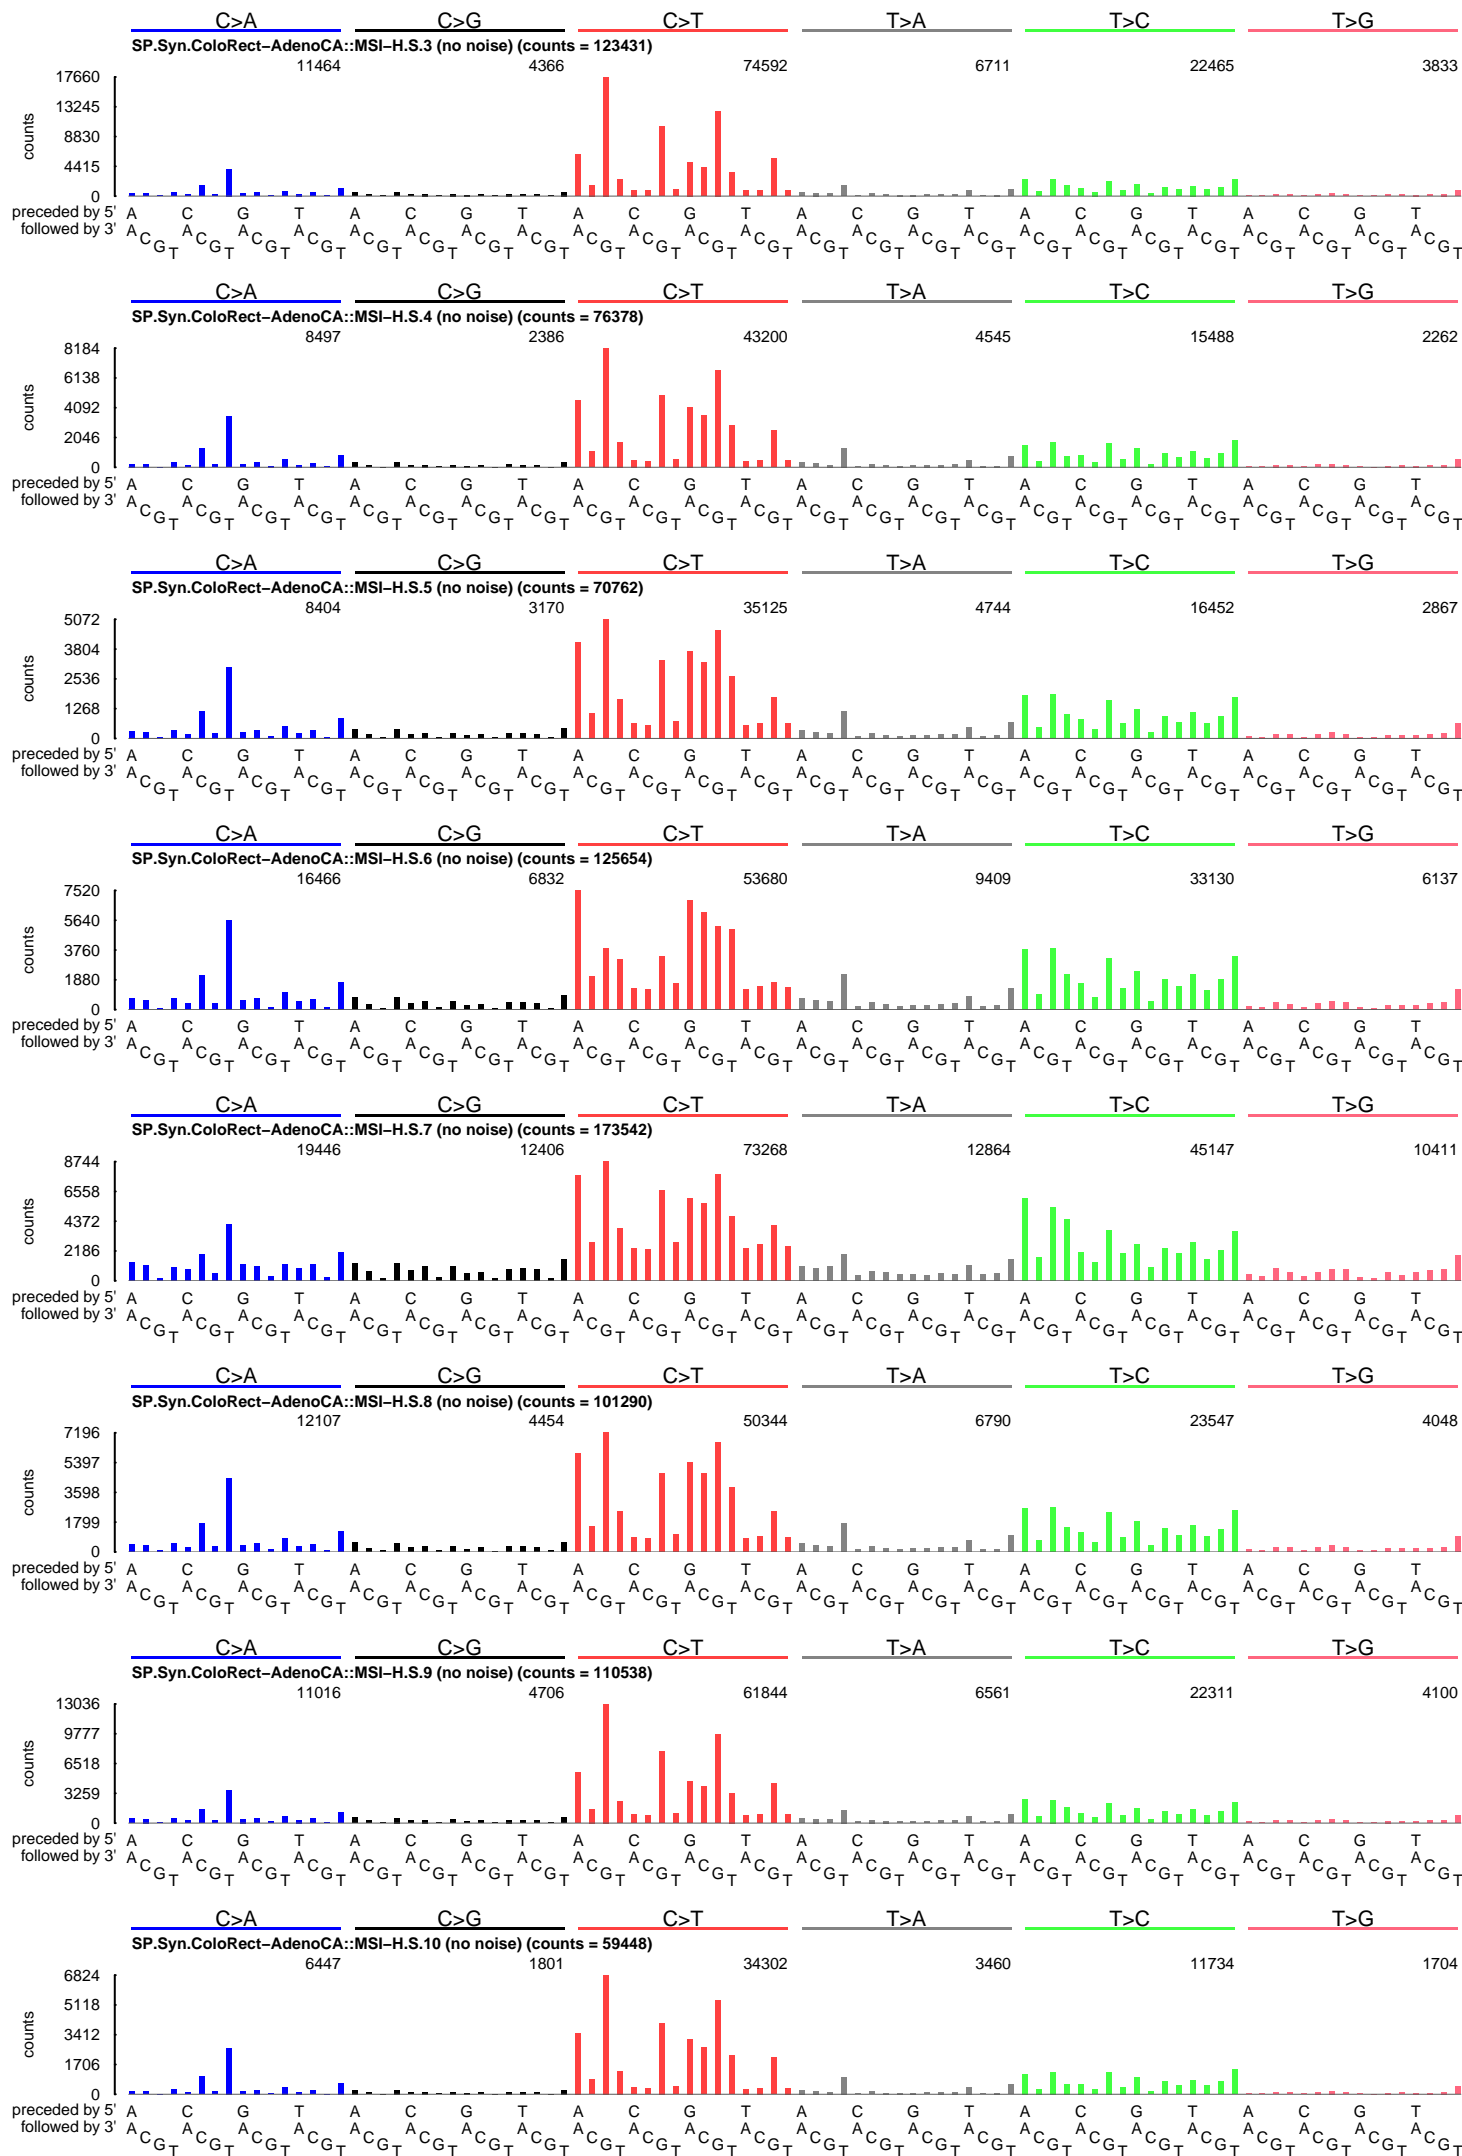 C>A C>G C>T T>A T>C T>G
SP.Syn.ColoRect−AdenoCA::MSI−H.S.3 (no noise) (counts = 123431)
11464 4366 74592 6711 22465 3833
17660
13245
8830
4415
0
counts
preceded by 5' A C G T A C G T A C G T A C G T A C G T A C G T
followed by 3' A C G T A C G T A C G T A C G T A C G T A C G T A C G T A C G T A C G T A C G T A C G T A C G T A C G T A C G T A C G T A C G T A C G T A C G T A C G T A C G T A C G T A C G T A C G T A C G T
C>A C>G C>T T>A T>C T>G
SP.Syn.ColoRect−AdenoCA::MSI−H.S.4 (no noise) (counts = 76378)
8497 2386 43200 4545 15488 2262
8184
6138
4092
2046
0
counts
preceded by 5' A C G T A C G T A C G T A C G T A C G T A C G T
followed by 3' A C G T A C G T A C G T A C G T A C G T A C G T A C G T A C G T A C G T A C G T A C G T A C G T A C G T A C G T A C G T A C G T A C G T A C G T A C G T A C G T A C G T A C G T A C G T A C G T
C>A C>G C>T T>A T>C T>G
SP.Syn.ColoRect−AdenoCA::MSI−H.S.5 (no noise) (counts = 70762)
8404 3170 35125 4744 16452 2867
5072
3804
2536
1268
0
counts
preceded by 5' A C G T A C G T A C G T A C G T A C G T A C G T
followed by 3' A C G T A C G T A C G T A C G T A C G T A C G T A C G T A C G T A C G T A C G T A C G T A C G T A C G T A C G T A C G T A C G T A C G T A C G T A C G T A C G T A C G T A C G T A C G T A C G T
C>A C>G C>T T>A T>C T>G
SP.Syn.ColoRect−AdenoCA::MSI−H.S.6 (no noise) (counts = 125654)
16466 6832 53680 9409 33130 6137
7520
5640
3760
1880
0
counts
preceded by 5' A C G T A C G T A C G T A C G T A C G T A C G T
followed by 3' A C G T A C G T A C G T A C G T A C G T A C G T A C G T A C G T A C G T A C G T A C G T A C G T A C G T A C G T A C G T A C G T A C G T A C G T A C G T A C G T A C G T A C G T A C G T A C G T
C>A C>G C>T T>A T>C T>G
SP.Syn.ColoRect−AdenoCA::MSI−H.S.7 (no noise) (counts = 173542)
19446 12406 73268 12864 45147 10411
8744
6558
4372
2186
0
counts
preceded by 5' A C G T A C G T A C G T A C G T A C G T A C G T
followed by 3' A C G T A C G T A C G T A C G T A C G T A C G T A C G T A C G T A C G T A C G T A C G T A C G T A C G T A C G T A C G T A C G T A C G T A C G T A C G T A C G T A C G T A C G T A C G T A C G T
C>A C>G C>T T>A T>C T>G
SP.Syn.ColoRect−AdenoCA::MSI−H.S.8 (no noise) (counts = 101290)
12107 4454 50344 6790 23547 4048
7196
5397
3598
1799
0
counts
preceded by 5' A C G T A C G T A C G T A C G T A C G T A C G T
followed by 3' A C G T A C G T A C G T A C G T A C G T A C G T A C G T A C G T A C G T A C G T A C G T A C G T A C G T A C G T A C G T A C G T A C G T A C G T A C G T A C G T A C G T A C G T A C G T A C G T
C>A C>G C>T T>A T>C T>G
SP.Syn.ColoRect−AdenoCA::MSI−H.S.9 (no noise) (counts = 110538)
11016 4706 61844 6561 22311 4100
13036
9777
6518
3259
0
counts
preceded by 5' A C G T A C G T A C G T A C G T A C G T A C G T
followed by 3' A C G T A C G T A C G T A C G T A C G T A C G T A C G T A C G T A C G T A C G T A C G T A C G T A C G T A C G T A C G T A C G T A C G T A C G T A C G T A C G T A C G T A C G T A C G T A C G T
C>A C>G C>T T>A T>C T>G
SP.Syn.ColoRect−AdenoCA::MSI−H.S.10 (no noise) (counts = 59448)
6447 1801 34302 3460 11734 1704
6824
5118
3412
1706
0
counts
preceded by 5' A C G T A C G T A C G T A C G T A C G T A C G T
followed by 3' A C G T A C G T A C G T A C G T A C G T A C G T A C G T A C G T A C G T A C G T A C G T A C G T A C G T A C G T A C G T A C G T A C G T A C G T A C G T A C G T A C G T A C G T A C G T A C G T